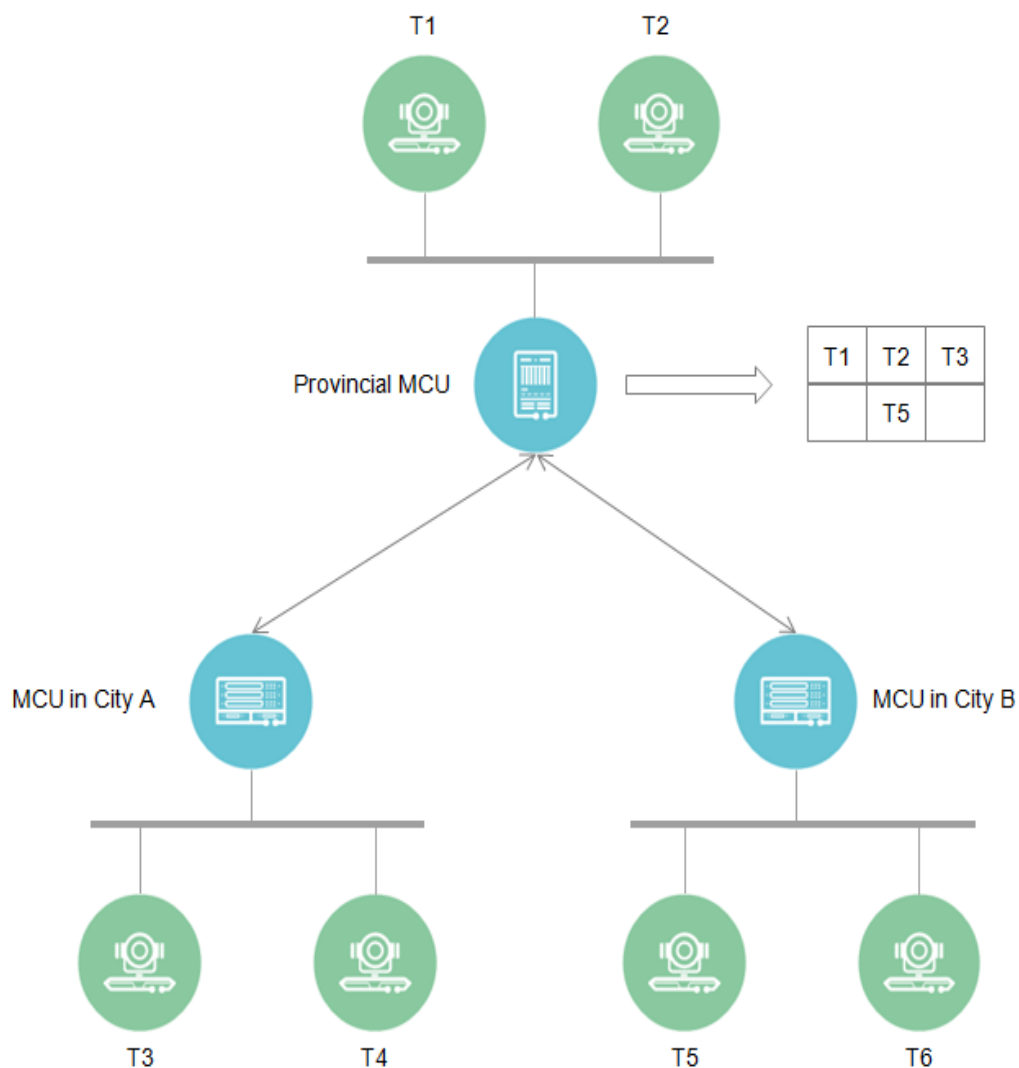 T1
T2
Provincial MCU
T1 T2 T3
T5
MCU in City A
MCU in City B
T3
T4
T5
T6